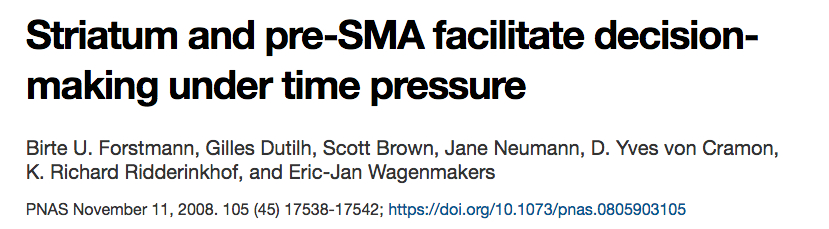 Striatum and pre-SMA facilitate decision-
making under time pressure
Birte U. Forstmann, Gilles Dutilh, Scott Brown, Jane Neumann, D. Yves von Cramon,
K. Richard Ridderinkhof, and Eric-Jan Wagenmakers
PNAS November 11, 2008. 105 (45) 17538-17542; https://doi.org/10.1073/pnas.0805903105